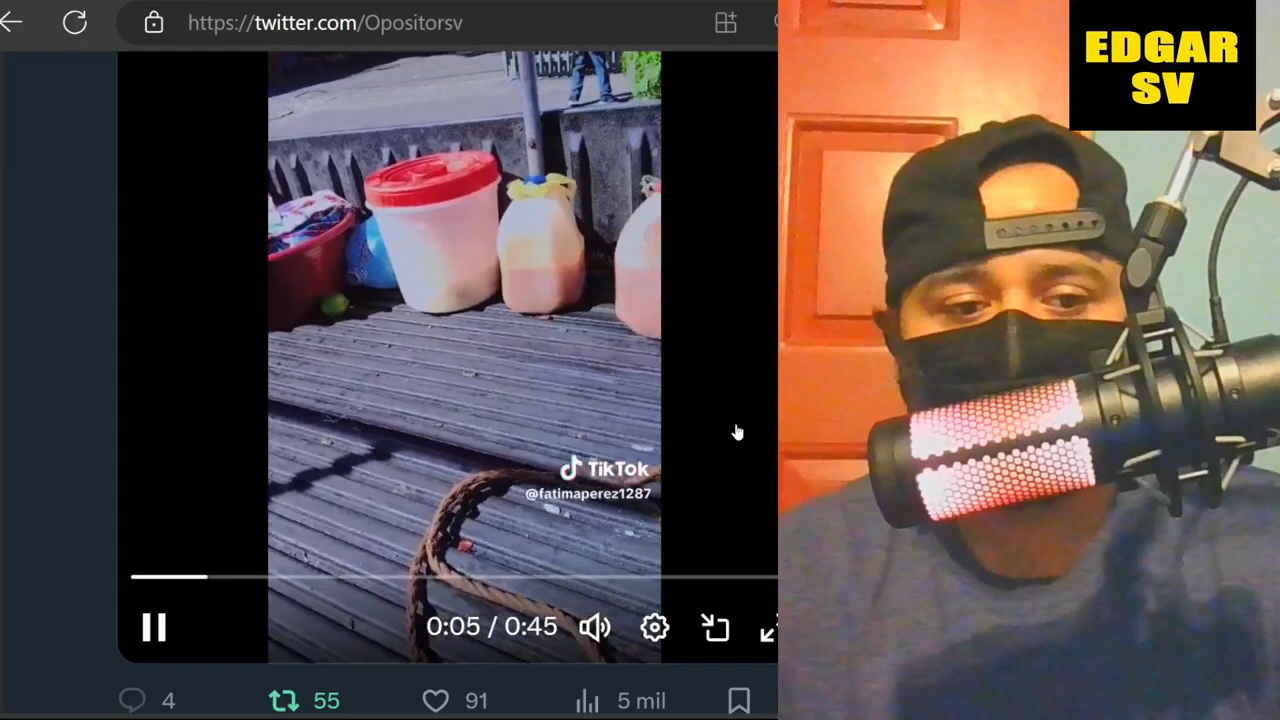 https://twitter.com/Opositorsv
EDGAR
SV
TikTok
@fatimaperez1287
0:05 / 0:45
4
55
91
5 mil